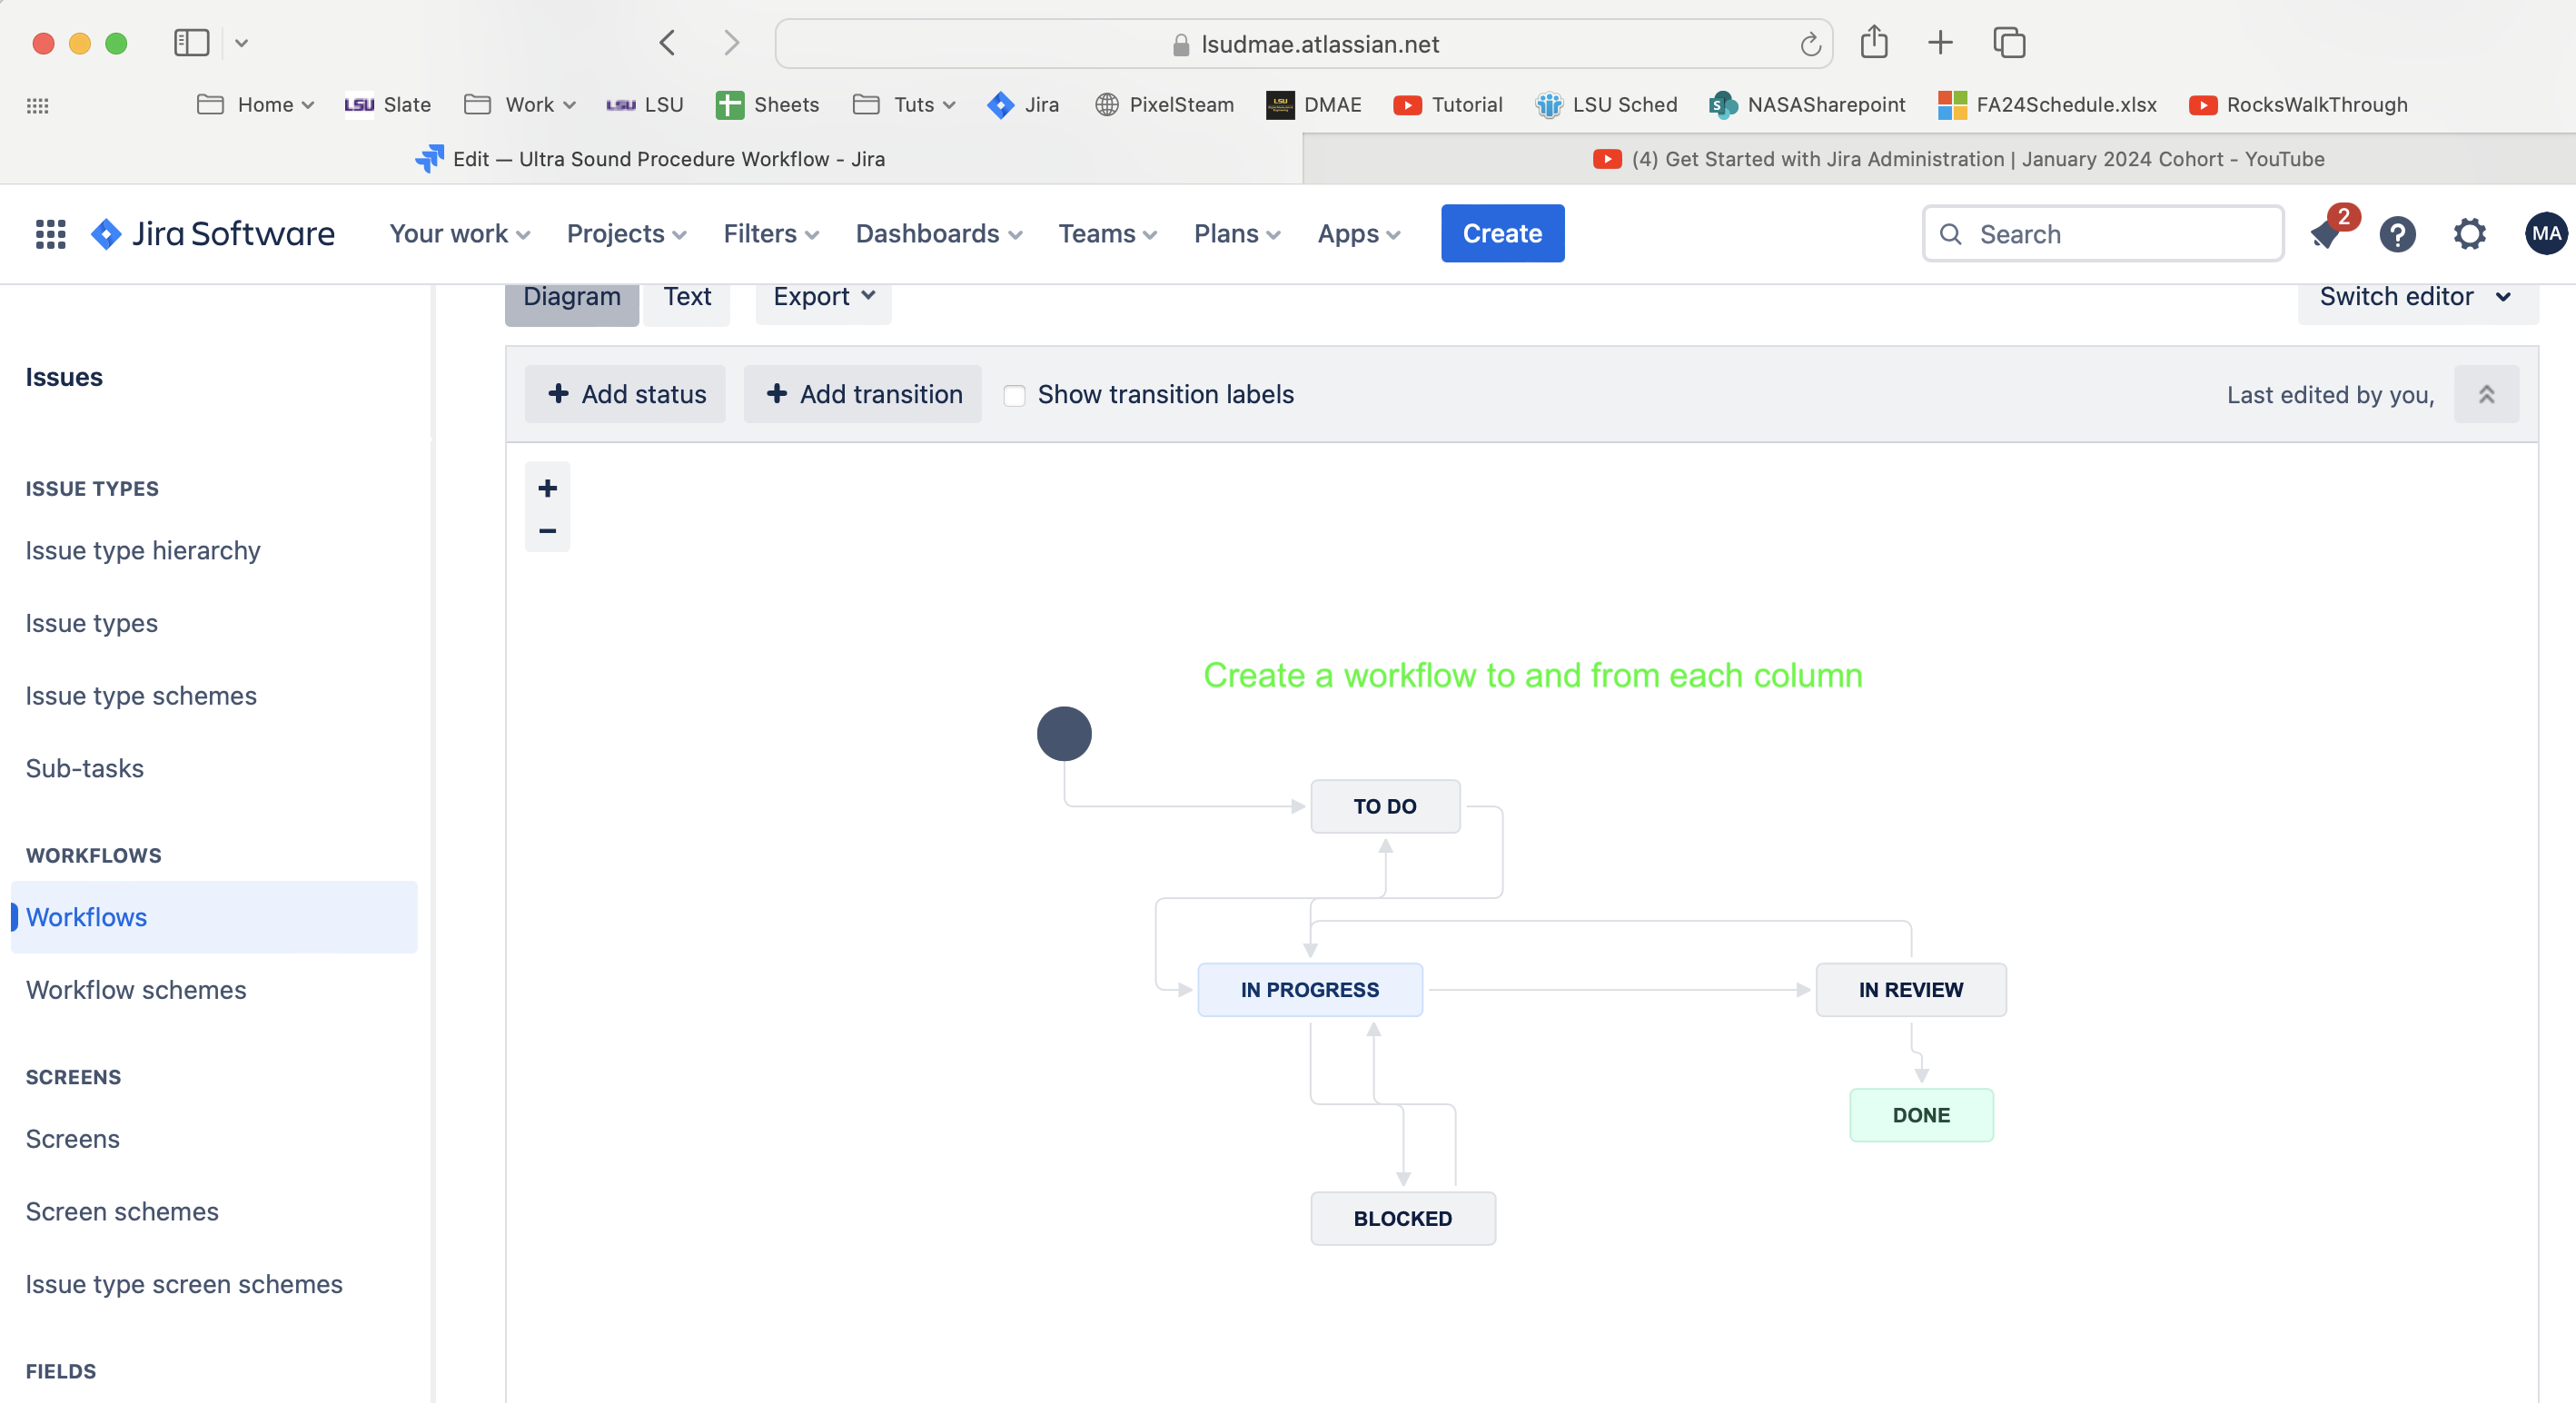 lsudmae.atlassian.net
Home LSU Slate Work LSU LSU Sheets Tuts Jira PixelSteam LSU DMAE Tutorial LSU Sched S NASASharepoint FA24Schedule.xlsx RocksWalkThrough
Edit — Ultra Sound Procedure Workflow - Jira (4) Get Started with Jira Administration | January 2024 Cohort - YouTube
Jira Software Your work Projects Filters Dashboards Teams Plans Apps Create Search 2 ? MA
Diagram Text Export Switch editor
Issues
+ Add status + Add transition Show transition labels Last edited by you,
+
−
ISSUE TYPES
Issue type hierarchy
Issue types
Issue type schemes
Sub-tasks
WORKFLOWS
Workflows
Workflow schemes
SCREENS
Screens
Screen schemes
Issue type screen schemes
FIELDS
Create a workflow to and from each column
TO DO
IN PROGRESS IN REVIEW
DONE
BLOCKED